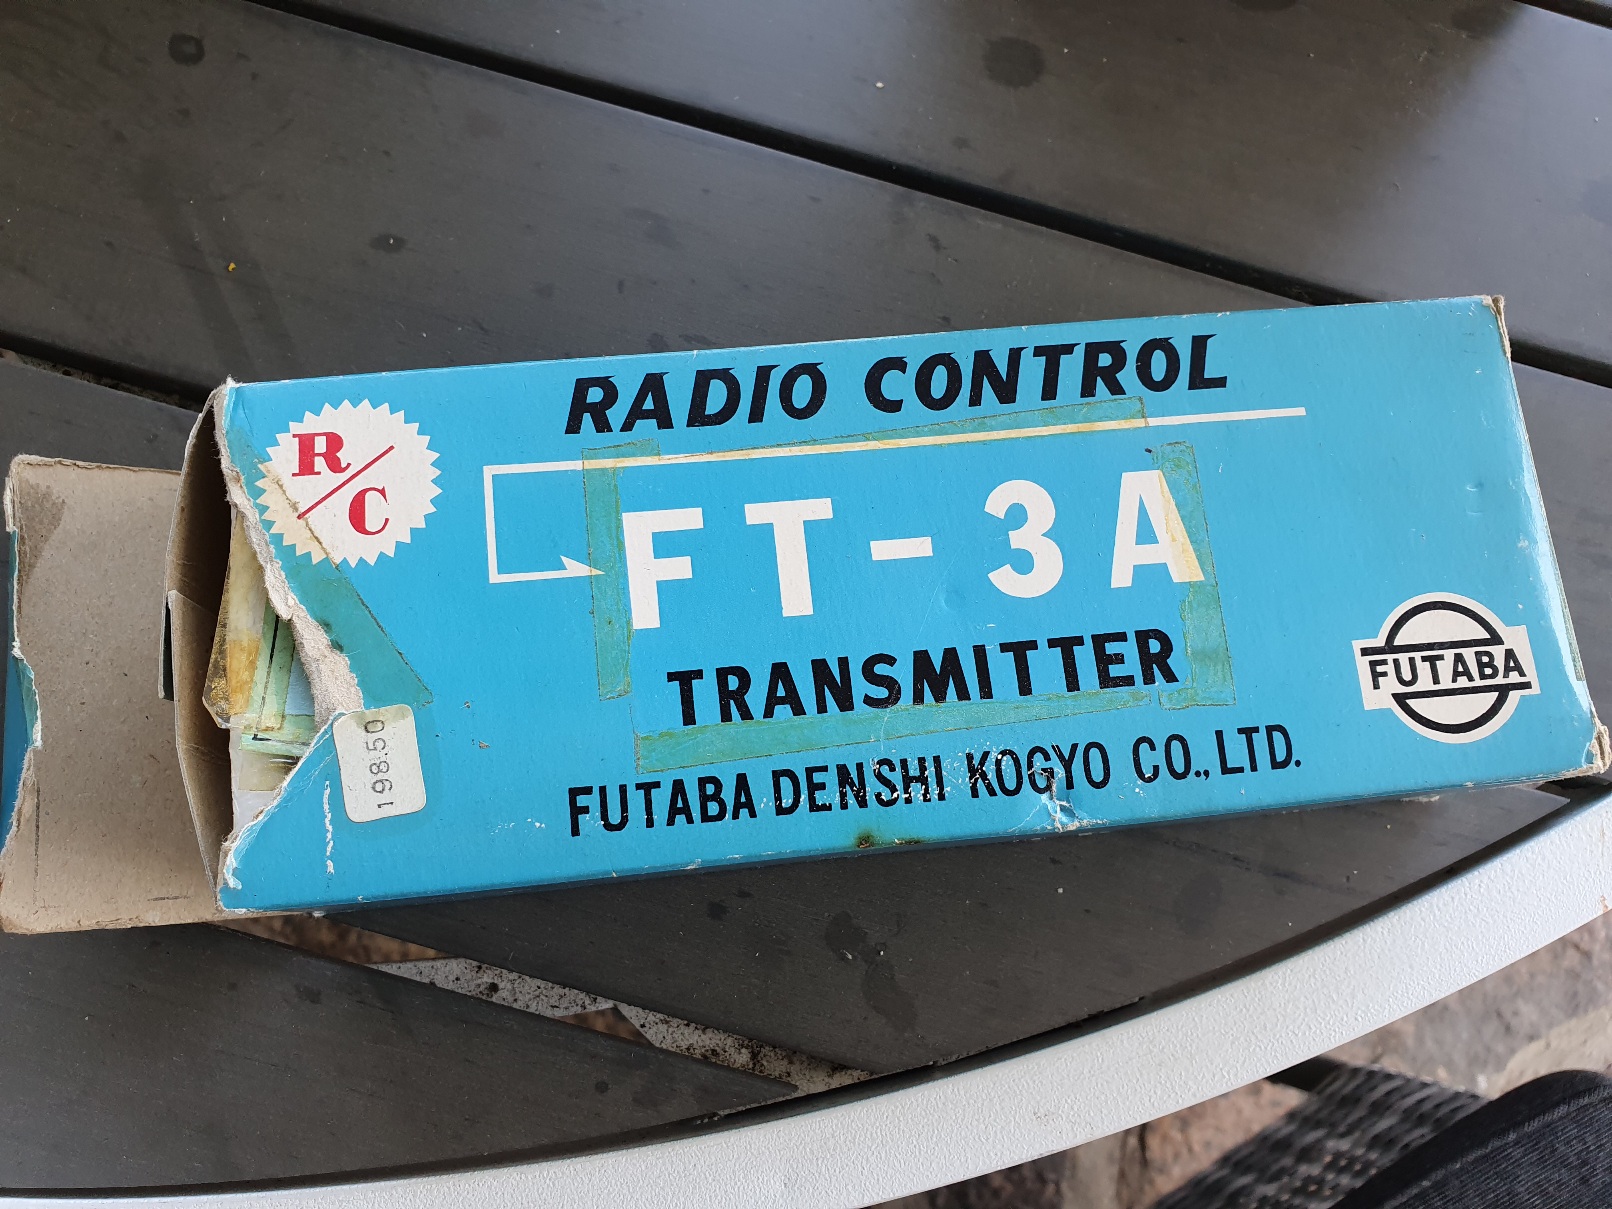 RADIO CONTROL
R/C
FT-3A
TRANSMITTER
FUTABA
198.50
FUTABA DENSHI KOGYO CO., LTD.